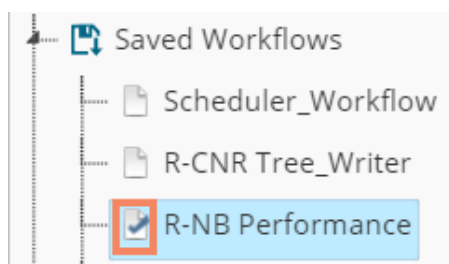 Saved Workflows
Scheduler_Workflow
R-CNR Tree_Writer
R-NB Performance